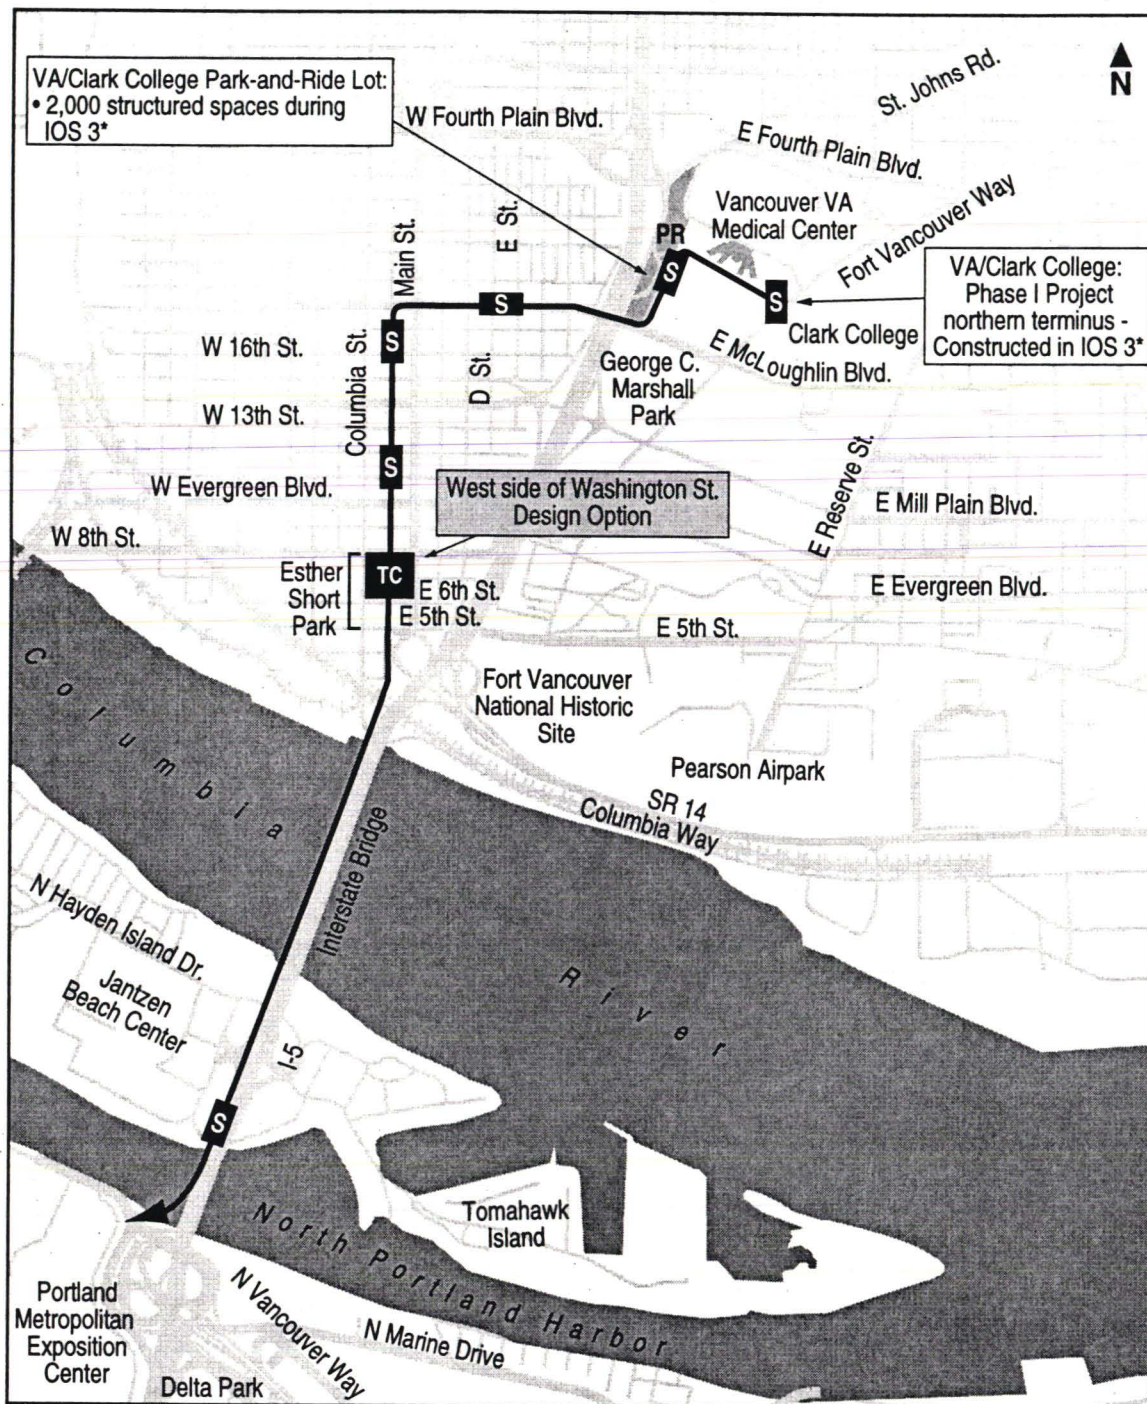 VA/Clark College Park-and-Ride Lot:
• 2,000 structured spaces during
IOS 3*
W Fourth Plain Blvd.
St. Johns Rd.
N
E Fourth Plain Blvd.
Vancouver VA
Medical Center
Fort Vancouver Way
PR
S
VA/Clark College:
Phase I Project
northern terminus -
Constructed in IOS 3*
Main St.
E St.
S
S
Clark College
W 16th St.
Columbia St.
S
D St.
George C.
Marshall
Park
E McLoughlin Blvd.
W 13th St.
S
W Evergreen Blvd.
West side of Washington St.
Design Option
E Reserve St.
E Mill Plain Blvd.
W 8th St.
Esther
Short
Park
TC
E 6th St.
E 5th St.
E Evergreen Blvd.
E 5th St.
Columbia
Fort Vancouver
National Historic
Site
Pearson Airpark
SR 14
Columbia Way
Interstate Bridge
N Hayden Island Dr.
Jantzen
Beach Center
River
I-5
S
Tomahawk
Island
North Portland Harbor
Portland
Metropolitan
Exposition
Center
N Vancouver Way
N Marine Drive
Delta Park